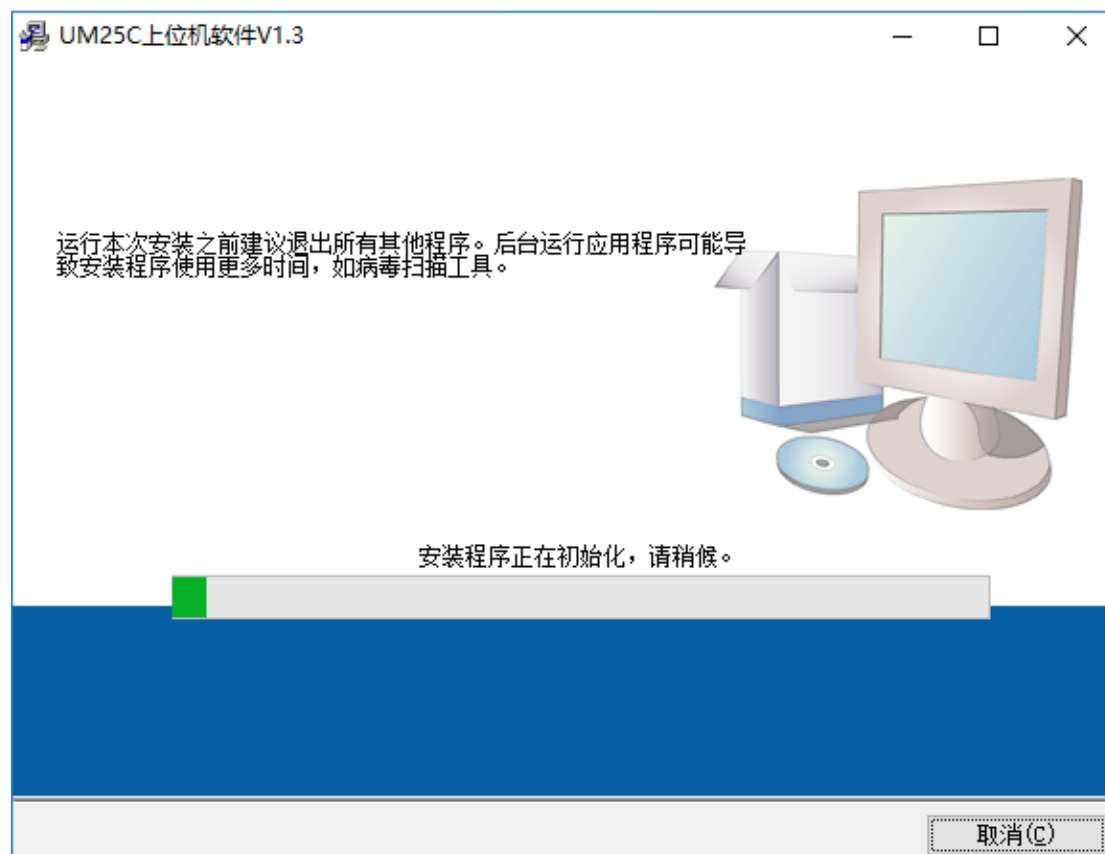 UM25C上位机软件V1.3
运行本次安装之前建议退出所有其他程序。后台运行应用程序可能导
致安装程序使用更多时间，如病毒扫描工具。
安装程序正在初始化，请稍候。
取消(C)